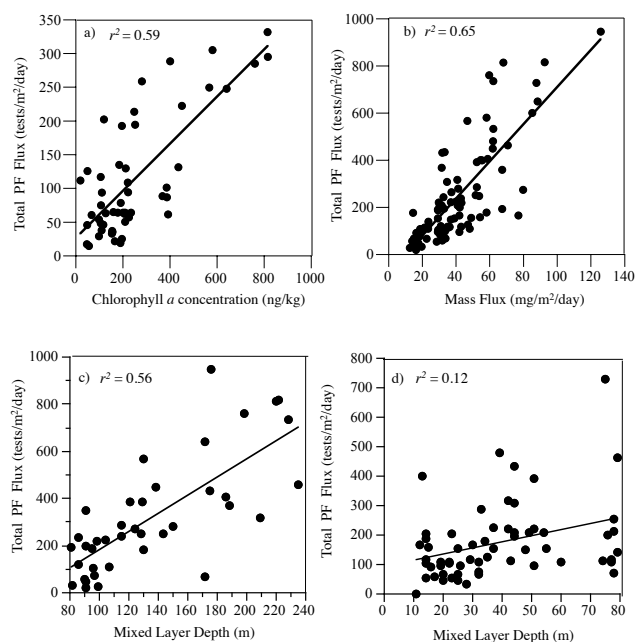 a) r² = 0.59
350
300
250
200
150
100
50
0
Total PF Flux (tests/m²/day)
0 200 400 600 800 1000
Chlorophyll a concentration (ng/kg)
b) r² = 0.65
1000
800
600
400
200
0
Total PF Flux (tests/m²/day)
0 20 40 60 80 100 120 140
Mass Flux (mg/m²/day)
c) r² = 0.56
1000
800
600
400
200
0
Total PF Flux (tests/m²/day)
80 100 120 140 160 180 200 220 240
Mixed Layer Depth (m)
d) r² = 0.12
800
700
600
500
400
300
200
100
0
Total PF Flux (tests/m²/day)
0 10 20 30 40 50 60 70 80
Mixed Layer Depth (m)